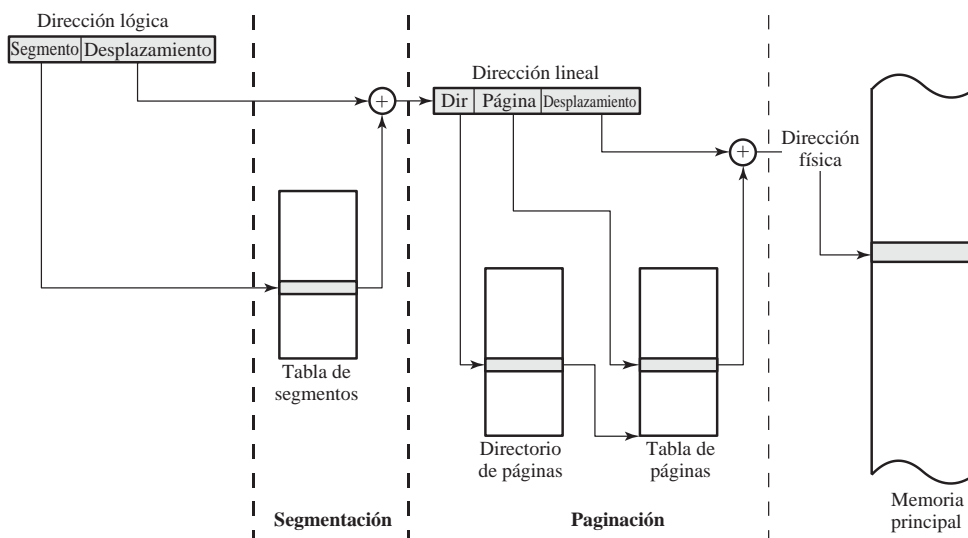 Dirección lógica
Segmento Desplazamiento
+
Dirección lineal
Dir Página Desplazamiento
+
Dirección
física
Tabla de
segmentos
Directorio
de páginas
Tabla de
páginas
Segmentación
Paginación
Memoria
principal